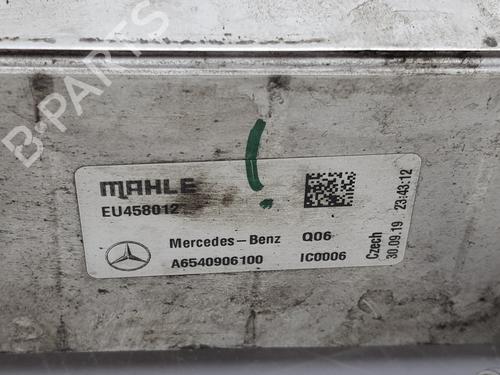 B-PARTS
MAHLE
EU458012
Mercedes-Benz Q06
A6540906100 IC0006
Czech
30.09.19 23:43:12